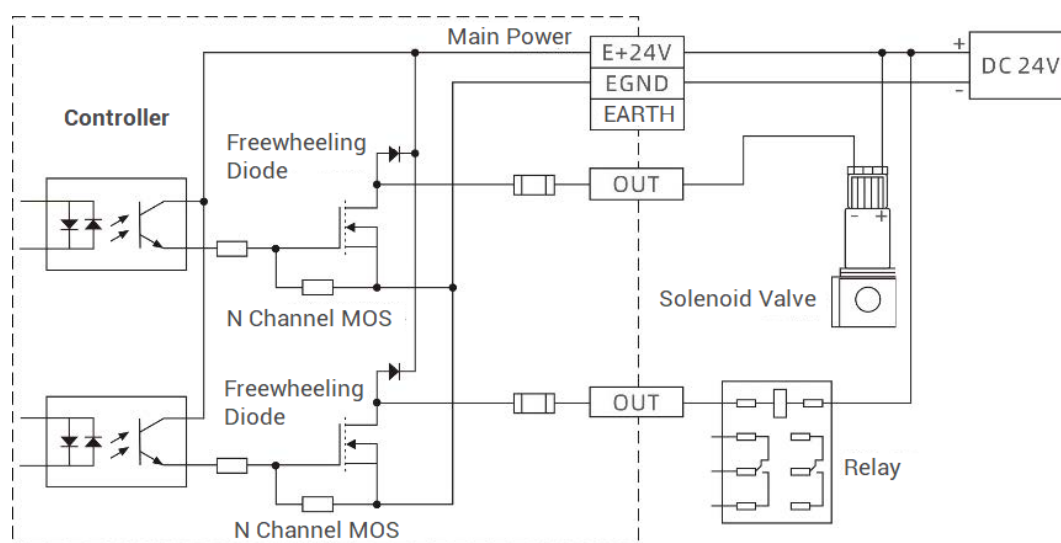 Main Power
E+24V
EGND
EARTH
+
-
DC 24V
Controller
Freewheeling
Diode
OUT
- +
Solenoid Valve
N Channel MOS
Freewheeling
Diode
OUT
Relay
N Channel MOS